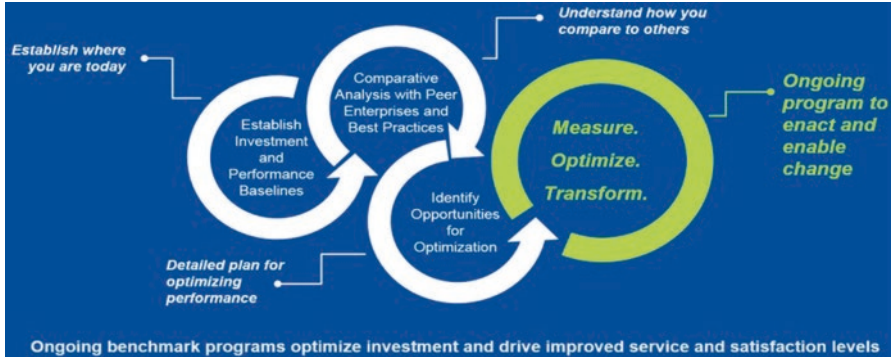 Establish where
you are today
Understand how you
compare to others
Establish
Investment
and
Performance
Baselines
Comparative
Analysis with Peer
Enterprises and
Best Practices
Identify
Opportunities
for
Optimization
Measure.
Optimize.
Transform.
Ongoing
program to
enact and
enable
change
Detailed plan for
optimizing
performance
Ongoing benchmark programs optimize investment and drive improved service and satisfaction levels